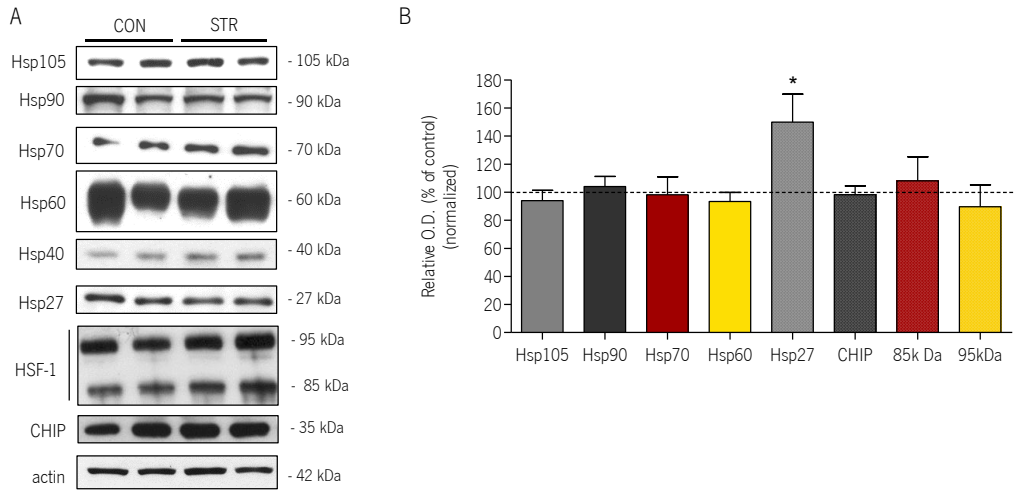 A
CON STR
Hsp105 - 105 kDa
Hsp90 - 90 kDa
Hsp70 - 70 kDa
Hsp60 - 60 kDa
Hsp40 - 40 kDa
Hsp27 - 27 kDa
HSF-1 - 95 kDa
- 85 kDa
CHIP - 35 kDa
actin - 42 kDa
B
Relative O.D. (% of control)
(normalized)
180
160
140
120
100
80
60
40
20
0
*
Hsp105 Hsp90 Hsp70 Hsp60 Hsp27 CHIP 85k Da 95kDa